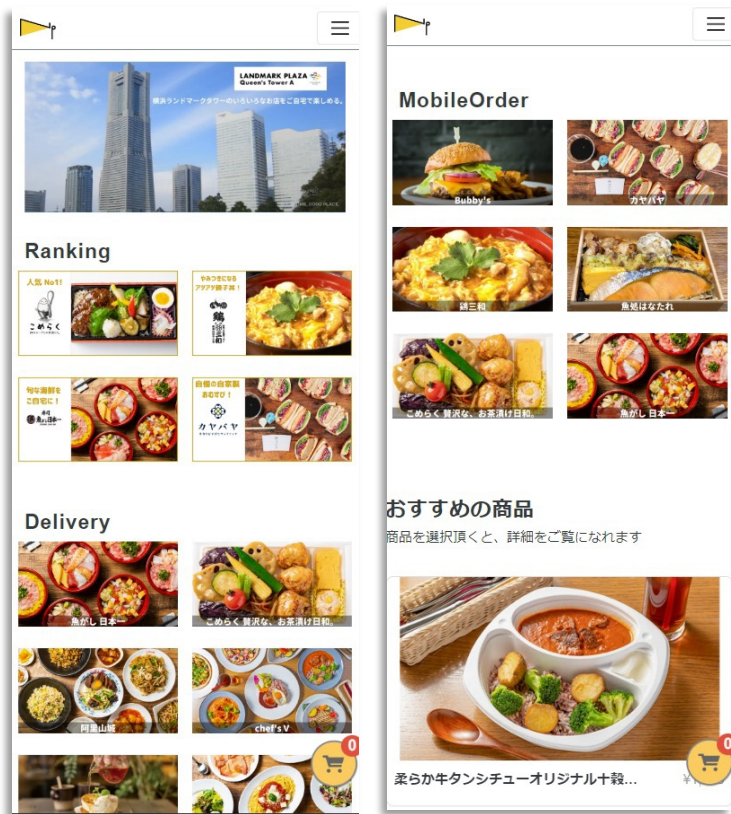 LANDMARK PLAZA
Queen's Tower A
横浜ランドマークタワーのいろいろなお店をご自宅で楽しめる。
Ranking
人気 No1!
こめらく
やみつきになる
アツアツ親子丼!
鶏三和
旬な海鮮を
ご自宅に!
魚がし日本一
自慢の自家製
おむすび!
カヤバヤ
Delivery
魚がし 日本一
こめらく 贅沢な、お茶漬け日和。
阿里山城
chef's V
0
MobileOrder
Bubby's
カヤバヤ
鶏三和
魚処はなたれ
こめらく 贅沢な、お茶漬け日和。
魚がし 日本一
おすすめの商品
商品を選択頂くと、詳細をご覧になれます
柔らか牛タンシチューオリジナル十穀...
0